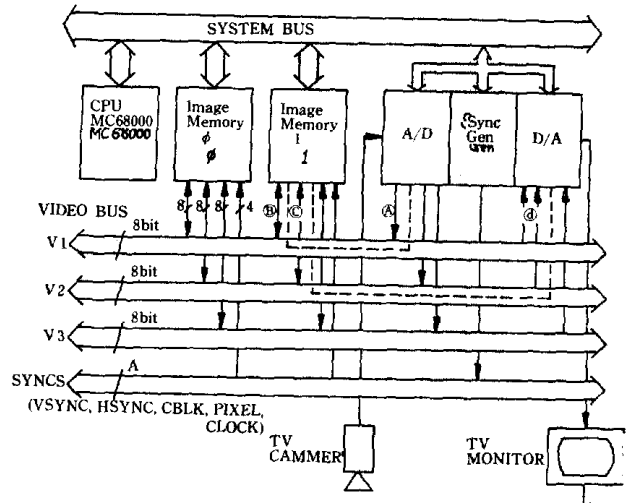 SYSTEM BUS
CPU
MC68000
MC68000
Image
Memory
ϕ
ϕ
Image
Memory
1
1
A/D
Sync
Gen
D/A
8 8 8 4
Ⓑ Ⓒ Ⓐ ⓓ
VIDEO BUS
8bit
V1
8bit
V2
8bit
V3
A
SYNCS
(VSYNC, HSYNC, CBLK, PIXEL,
CLOCK)
TV
CAMMER
TV
MONITOR